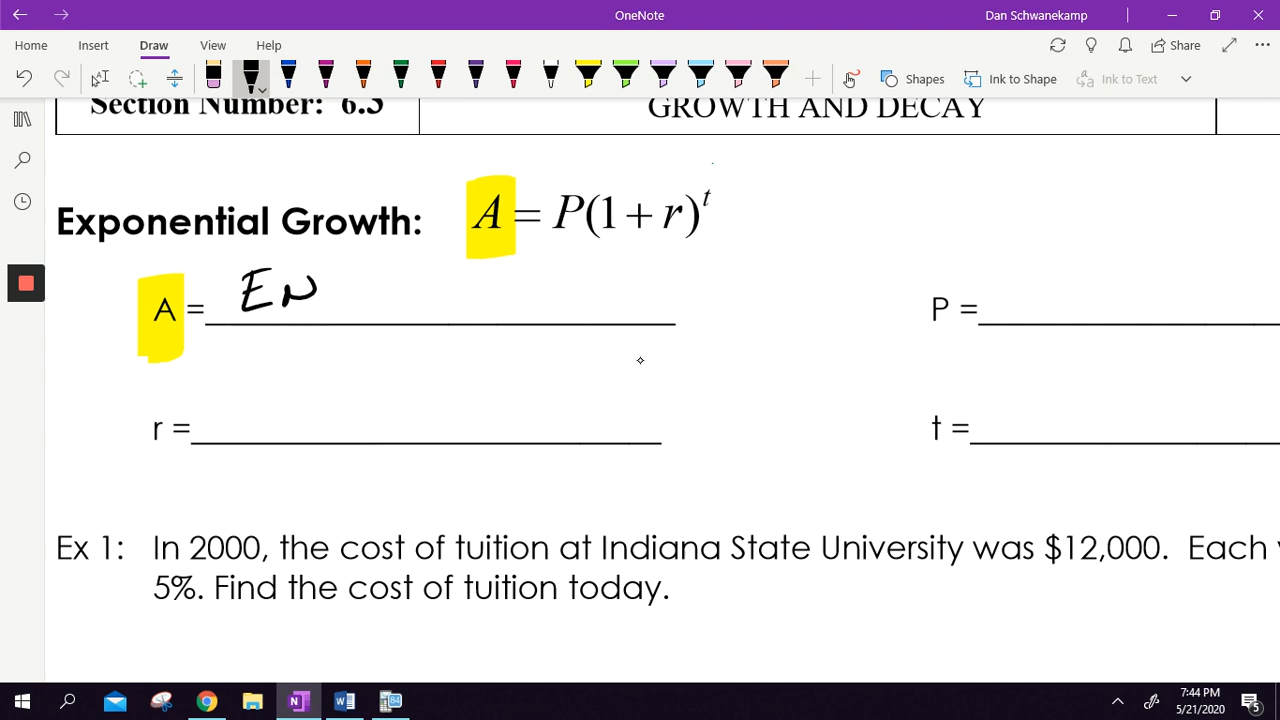 OneNote
Dan Schwanekamp
Home Insert Draw View Help
Share
Shapes Ink to Shape Ink to Text
Section Number: 6.3
GROWTH AND DECAY
Exponential Growth: A = P(1 + r)^t
A = EN
P =
r =
t =
Ex 1: In 2000, the cost of tuition at Indiana State University was $12,000. Each
5%. Find the cost of tuition today.
7:44 PM
5/21/2020
5